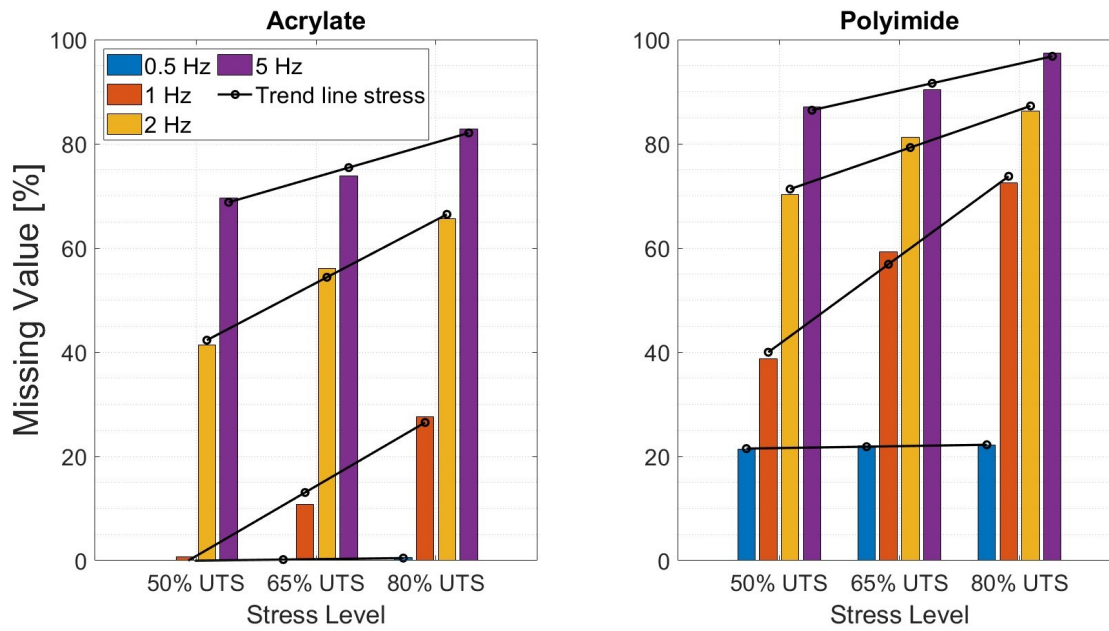 Acrylate
Missing Value [%]
100
80
60
40
20
0
0.5 Hz
1 Hz
2 Hz
5 Hz
Trend line stress
50% UTS 65% UTS 80% UTS
Stress Level
Polyimide
100
80
60
40
20
0
50% UTS 65% UTS 80% UTS
Stress Level